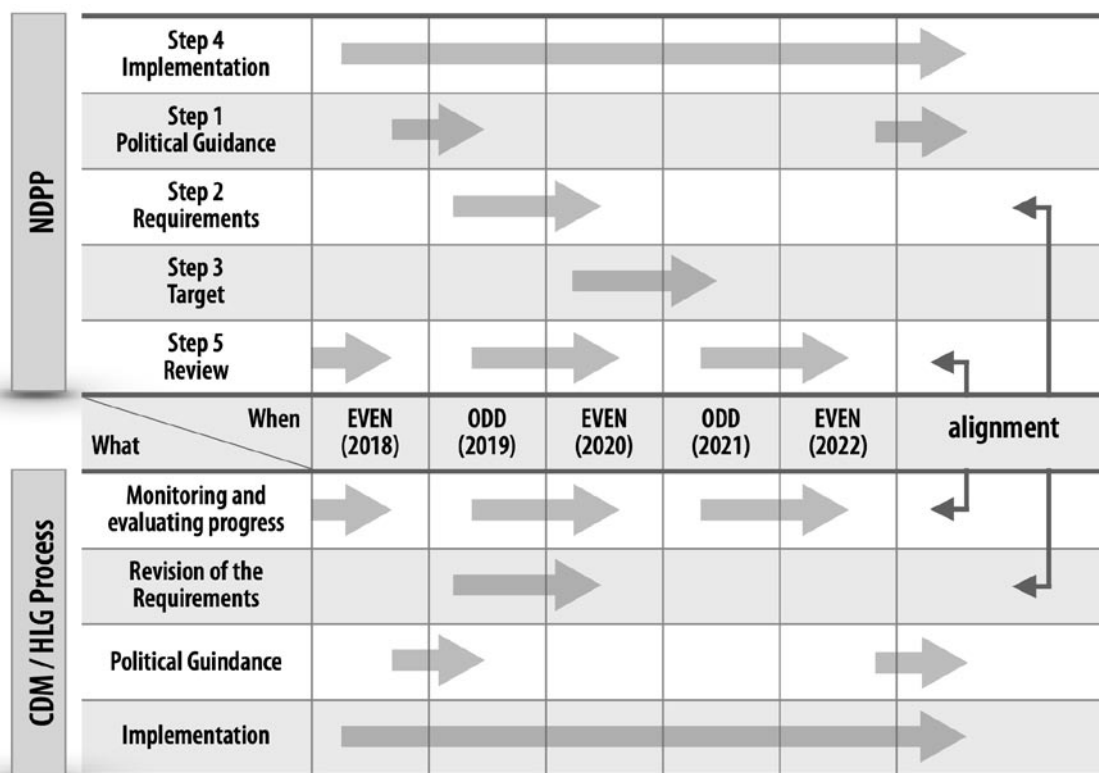 NDPP
Step 4
Implementation
Step 1
Political Guidance
Step 2
Requirements
Step 3
Target
Step 5
Review
When
What
EVEN
(2018)
ODD
(2019)
EVEN
(2020)
ODD
(2021)
EVEN
(2022)
alignment
CDM / HLG Process
Monitoring and
evaluating progress
Revision of the
Requirements
Political Guindance
Implementation